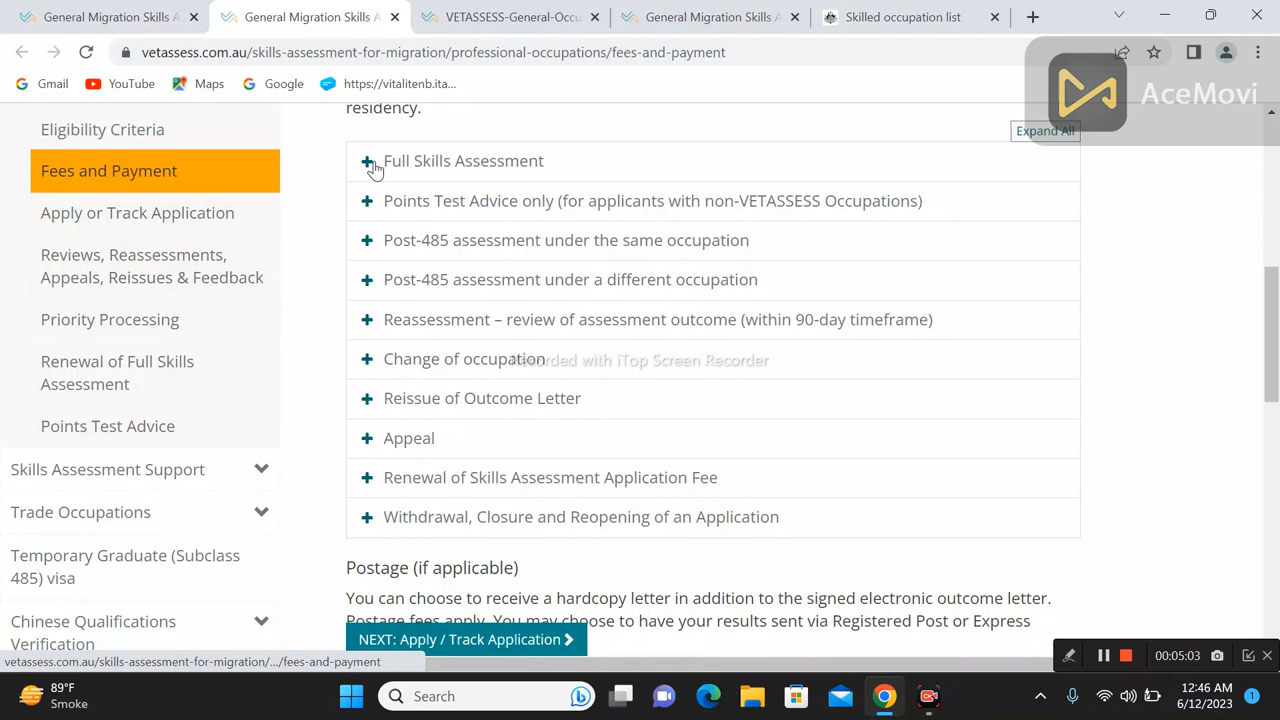 General Migration Skills A
General Migration Skills A
VETASSESS-General-Occu
General Migration Skills A
Skilled occupation list
vetassess.com.au/skills-assessment-for-migration/professional-occupations/fees-and-payment
Gmail
YouTube
Maps
Google
https://vitalitenb.ita...
AceMovi
residency.
Expand All
Eligibility Criteria
Fees and Payment
Apply or Track Application
Reviews, Reassessments,
Appeals, Reissues & Feedback
Priority Processing
Renewal of Full Skills
Assessment
Points Test Advice
Skills Assessment Support
Trade Occupations
Temporary Graduate (Subclass
485) visa
Chinese Qualifications
Verification
Full Skills Assessment
Points Test Advice only (for applicants with non-VETASSESS Occupations)
Post-485 assessment under the same occupation
Post-485 assessment under a different occupation
Reassessment – review of assessment outcome (within 90-day timeframe)
Change of occupation
Recorded with iTop Screen Recorder
Reissue of Outcome Letter
Appeal
Renewal of Skills Assessment Application Fee
Withdrawal, Closure and Reopening of an Application
Postage (if applicable)
You can choose to receive a hardcopy letter in addition to the signed electronic outcome letter.
Postage fees apply. You may choose to have your results sent via Registered Post or Express
NEXT: Apply / Track Application
vetassess.com.au/skills-assessment-for-migration/.../fees-and-payment
00:05:03
89°F
Smoke
Search
12:46 AM
6/12/2023
1